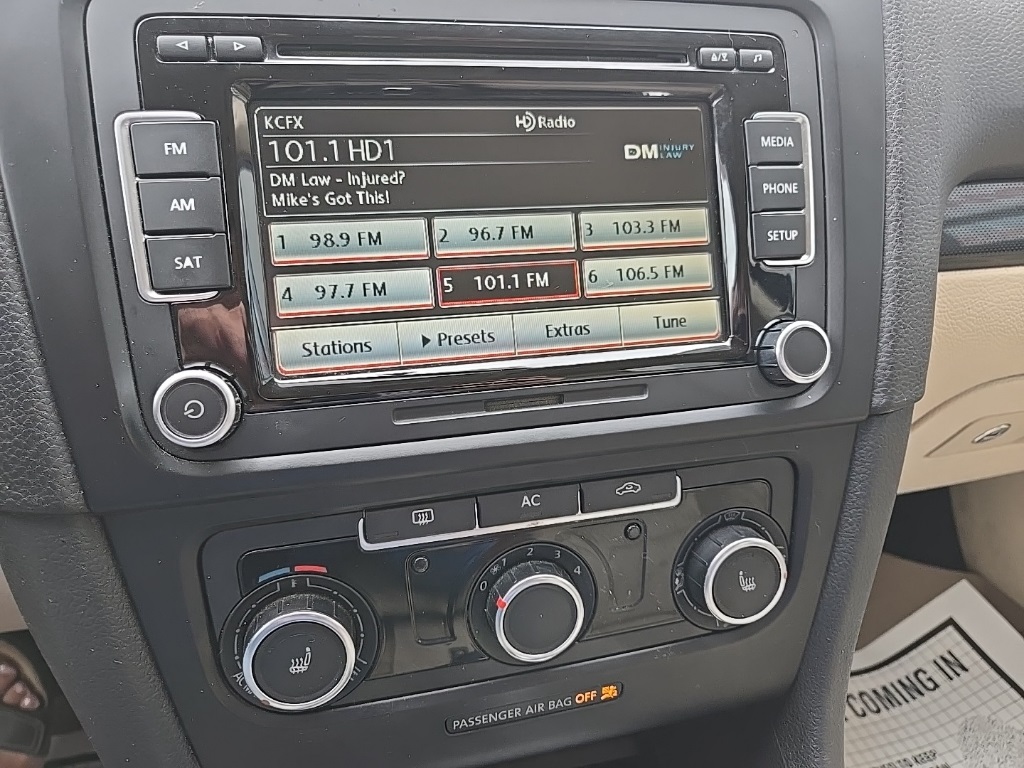 KCFX HD Radio
101.1 HD1
DM INJURY LAW
DM Law - Injured?
Mike's Got This!
FM
AM
SAT
MEDIA
PHONE
SETUP
1 98.9 FM 2 96.7 FM 3 103.3 FM
4 97.7 FM 5 101.1 FM 6 106.5 FM
Stations Presets Extras Tune
AC
0 2 3 4
PASSENGER AIR BAG OFF
COMING IN
TO KEEP